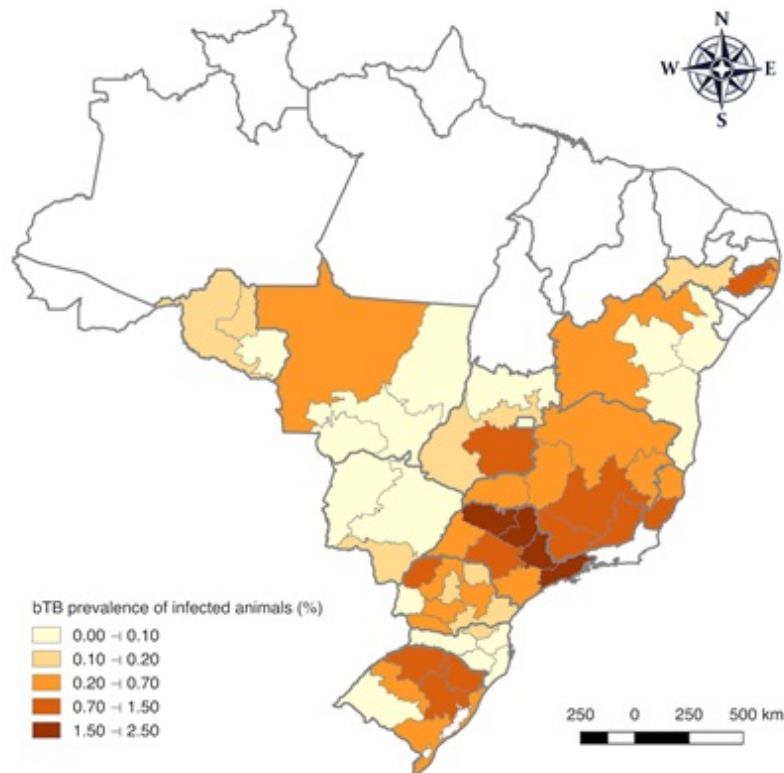 N
W E
S
bTB prevalence of infected animals (%)
0.00 ⊣ 0.10
0.10 ⊣ 0.20
0.20 ⊣ 0.70
0.70 ⊣ 1.50
1.50 ⊣ 2.50
250 0 250 500 km